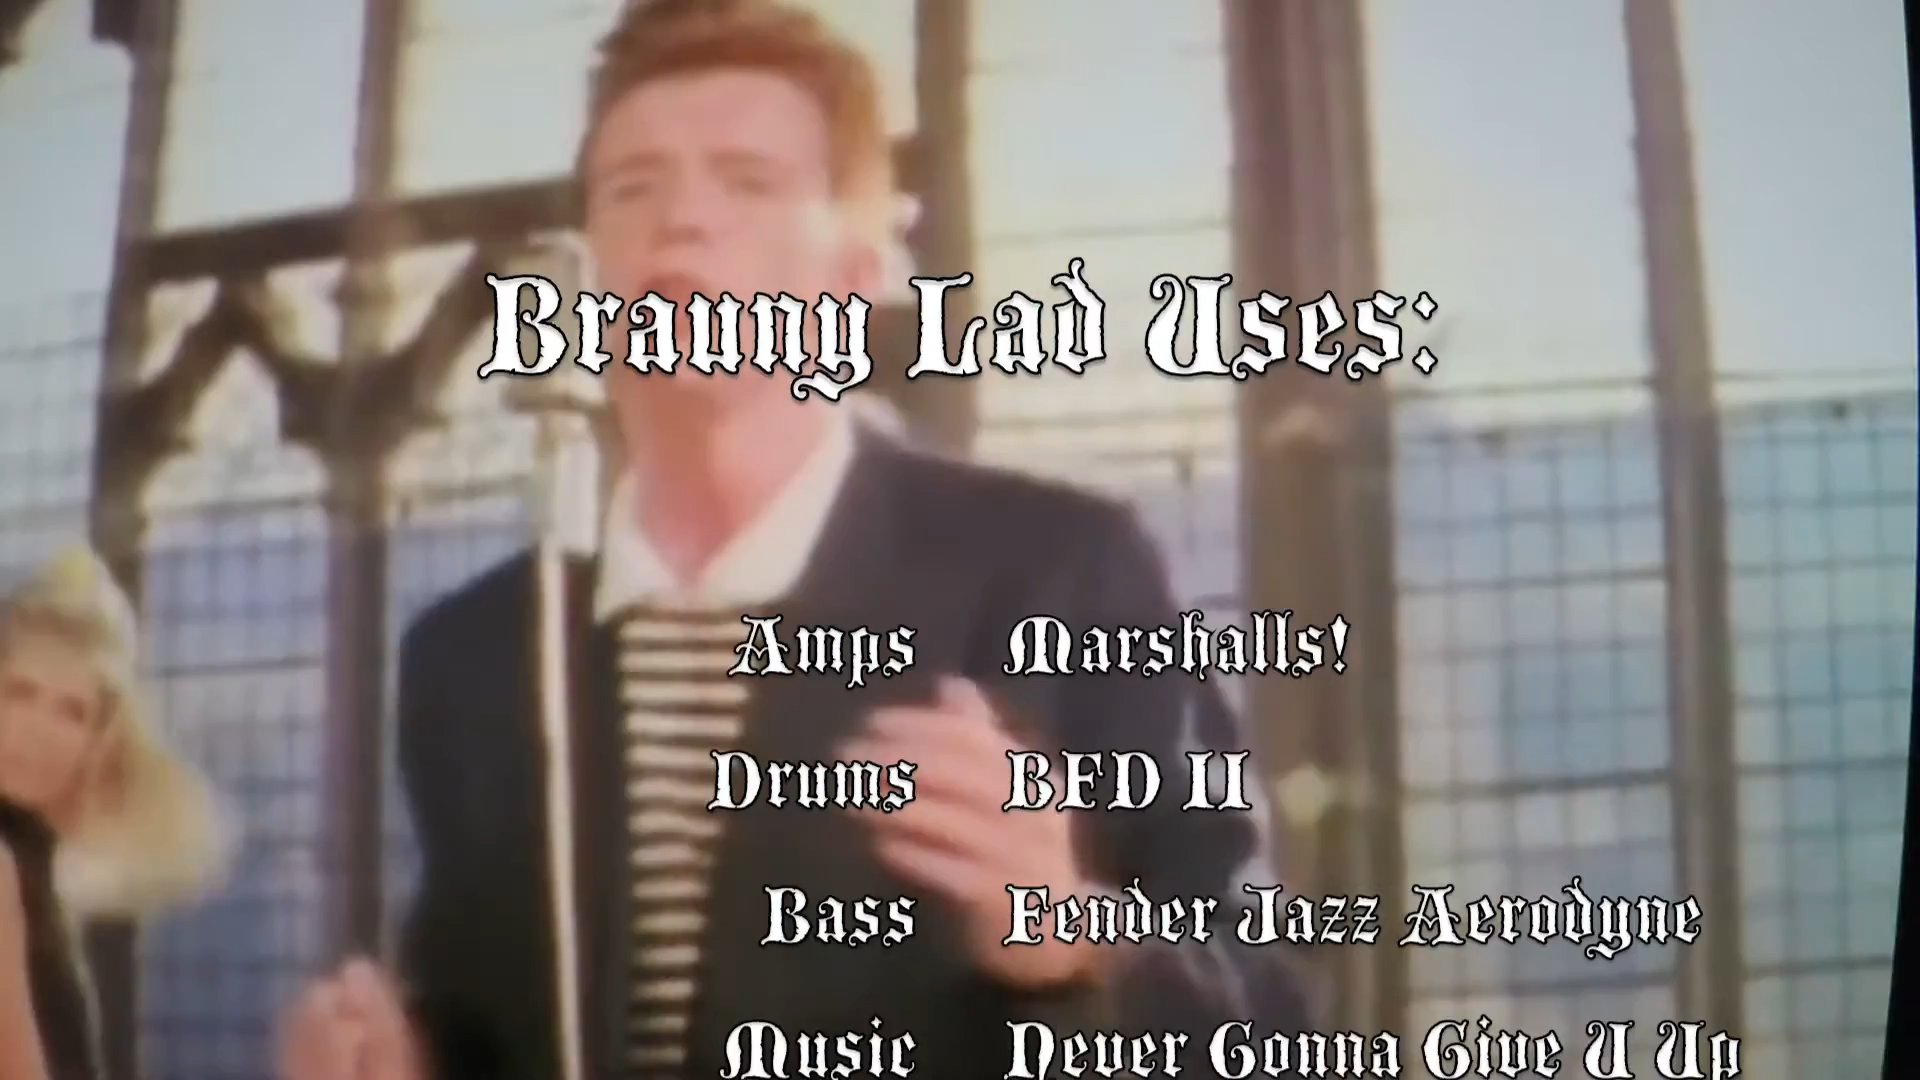 Brauny Lad Uses:
Amps Marshalls!
Drums BFD II
Bass Fender Jazz Aerodyne
Music Never Gonna Give U Up